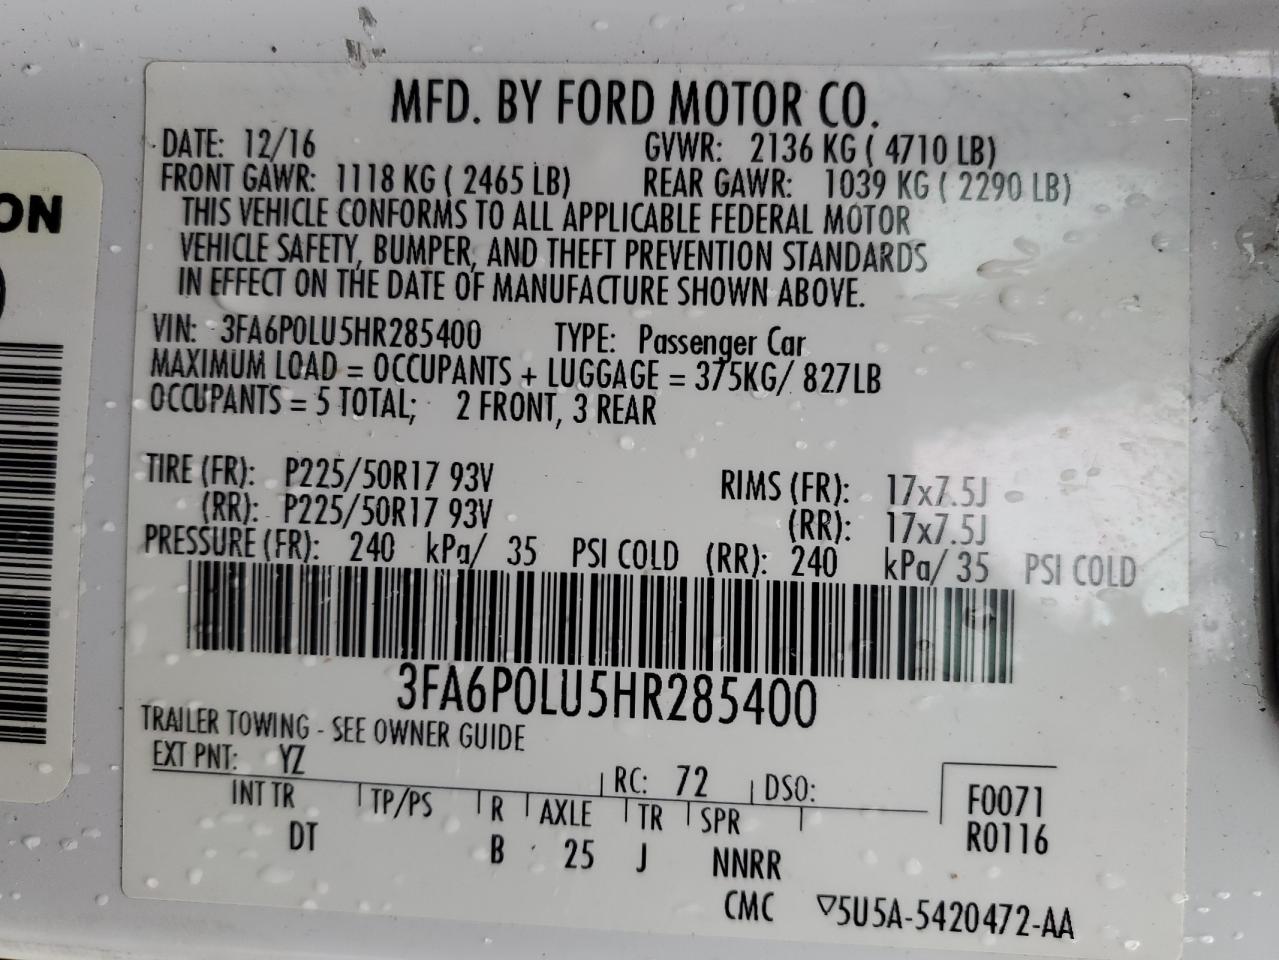 MFD. BY FORD MOTOR CO.
DATE: 12/16 GVWR: 2136 KG ( 4710 LB)
FRONT GAWR: 1118 KG ( 2465 LB) REAR GAWR: 1039 KG ( 2290 LB)
THIS VEHICLE CONFORMS TO ALL APPLICABLE FEDERAL MOTOR
VEHICLE SAFETY, BUMPER, AND THEFT PREVENTION STANDARDS
IN EFFECT ON THE DATE OF MANUFACTURE SHOWN ABOVE.
VIN: 3FA6P0LU5HR285400 TYPE: Passenger Car
MAXIMUM LOAD = OCCUPANTS + LUGGAGE = 375KG/ 827LB
OCCUPANTS = 5 TOTAL; 2 FRONT, 3 REAR
TIRE (FR): P225/50R17 93V RIMS (FR): 17x7.5J
(RR): P225/50R17 93V (RR): 17x7.5J
PRESSURE (FR): 240 kPa/ 35 PSI COLD (RR): 240 kPa/ 35 PSI COLD
3FA6P0LU5HR285400
TRAILER TOWING - SEE OWNER GUIDE
EXT PNT: YZ RC: 72 DSO: F0071
INT TR TP/PS R AXLE TR SPR R0116
DT B 25 J NNRR
CMC ▽5U5A-5420472-AA
ON